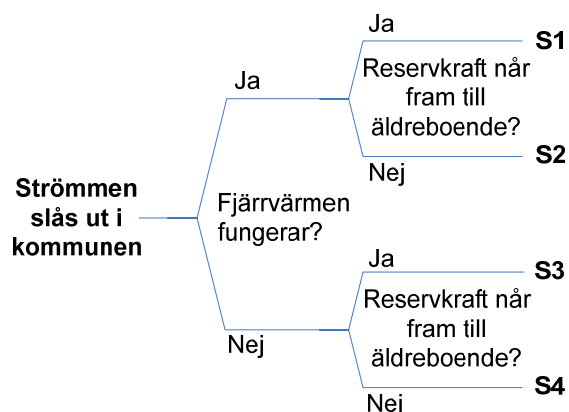 Strömmen
slås ut i
kommunen
Fjärrvärmen
fungerar?
Ja
Reservkraft når
fram till
äldreboende?
Ja
S1
Nej
S2
Nej
Reservkraft når
fram till
äldreboende?
Ja
S3
Nej
S4